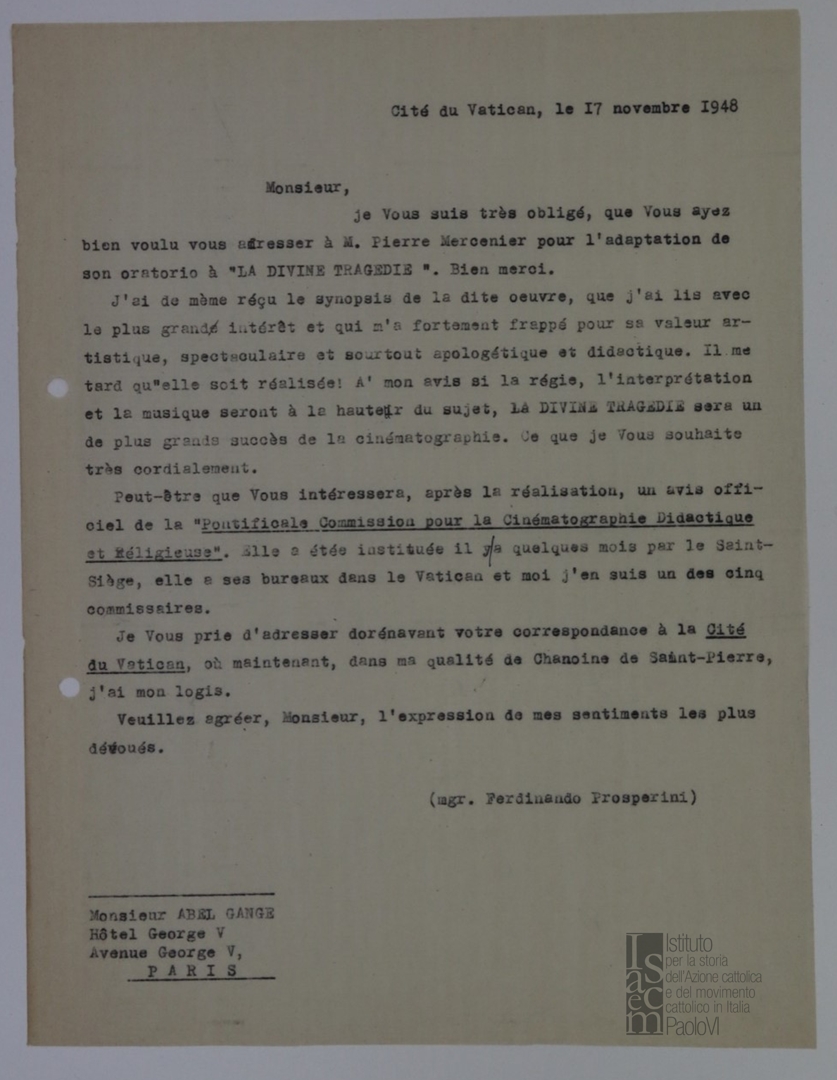 Cité du Vatican, le 17 novembre 1948
Monsieur,
je Vous suis très obligé, que Vous ayez
bien voulu vous adresser à M. Pierre Mercenier pour l'adaptation de
son oratorio à "LA DIVINE TRAGEDIE ". Bien merci.
J'ai de mème réçu le synopsis de la dite oeuvre, que j'ai lis avec
le plus grand intérêt et qui m'a fortement frappé pour sa valeur ar-
tistique, spectaculaire et sourtout apologétique et didactique. Il me
tard qu"elle soit réalisée! A' mon avis si la régie, l'interprétation
et la musique seront à la hauteur du sujet, LA DIVINE TRAGEDIE sera un
de plus grands succès de la cinématographie. Ce que je Vous souhaite
très cordialement.
Peut-être que Vous intéressera, après la réalisation, un avis offi-
ciel de la "Pontificale Commission pour la Cinématographie Didactique
et Réligieuse". Elle a étée instituée il y/a quelques mois par le Saint-
Siège, elle a ses bureaux dans le Vatican et moi j'en suis un des cinq
commissaires.
Je Vous prie d'adresser dorénavant votre correspondance à la Cité
du Vatican, où maintenant, dans ma qualité de Chanoine de Saint-Pierre,
j'ai mon logis.
Veuillez agréer, Monsieur, l'expression de mes sentiments les plus
dévoués.
(mgr. Ferdinando Prosperini)
Monsieur ABEL GANGE
Hôtel George V
Avenue George V,
P A R I S
Isacem
Istituto
per la storia
dell'Azione cattolica
e del movimento
cattolico in Italia
PaoloVI